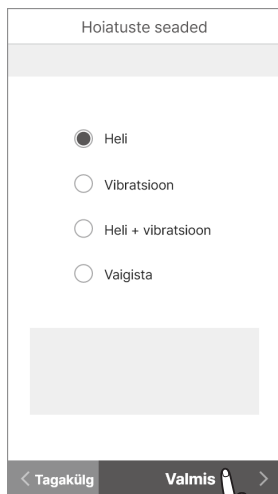 Hoiatuste seaded
Heli
Vibratsioon
Heli + vibratsioon
Vaigista
Tagakülg Valmis